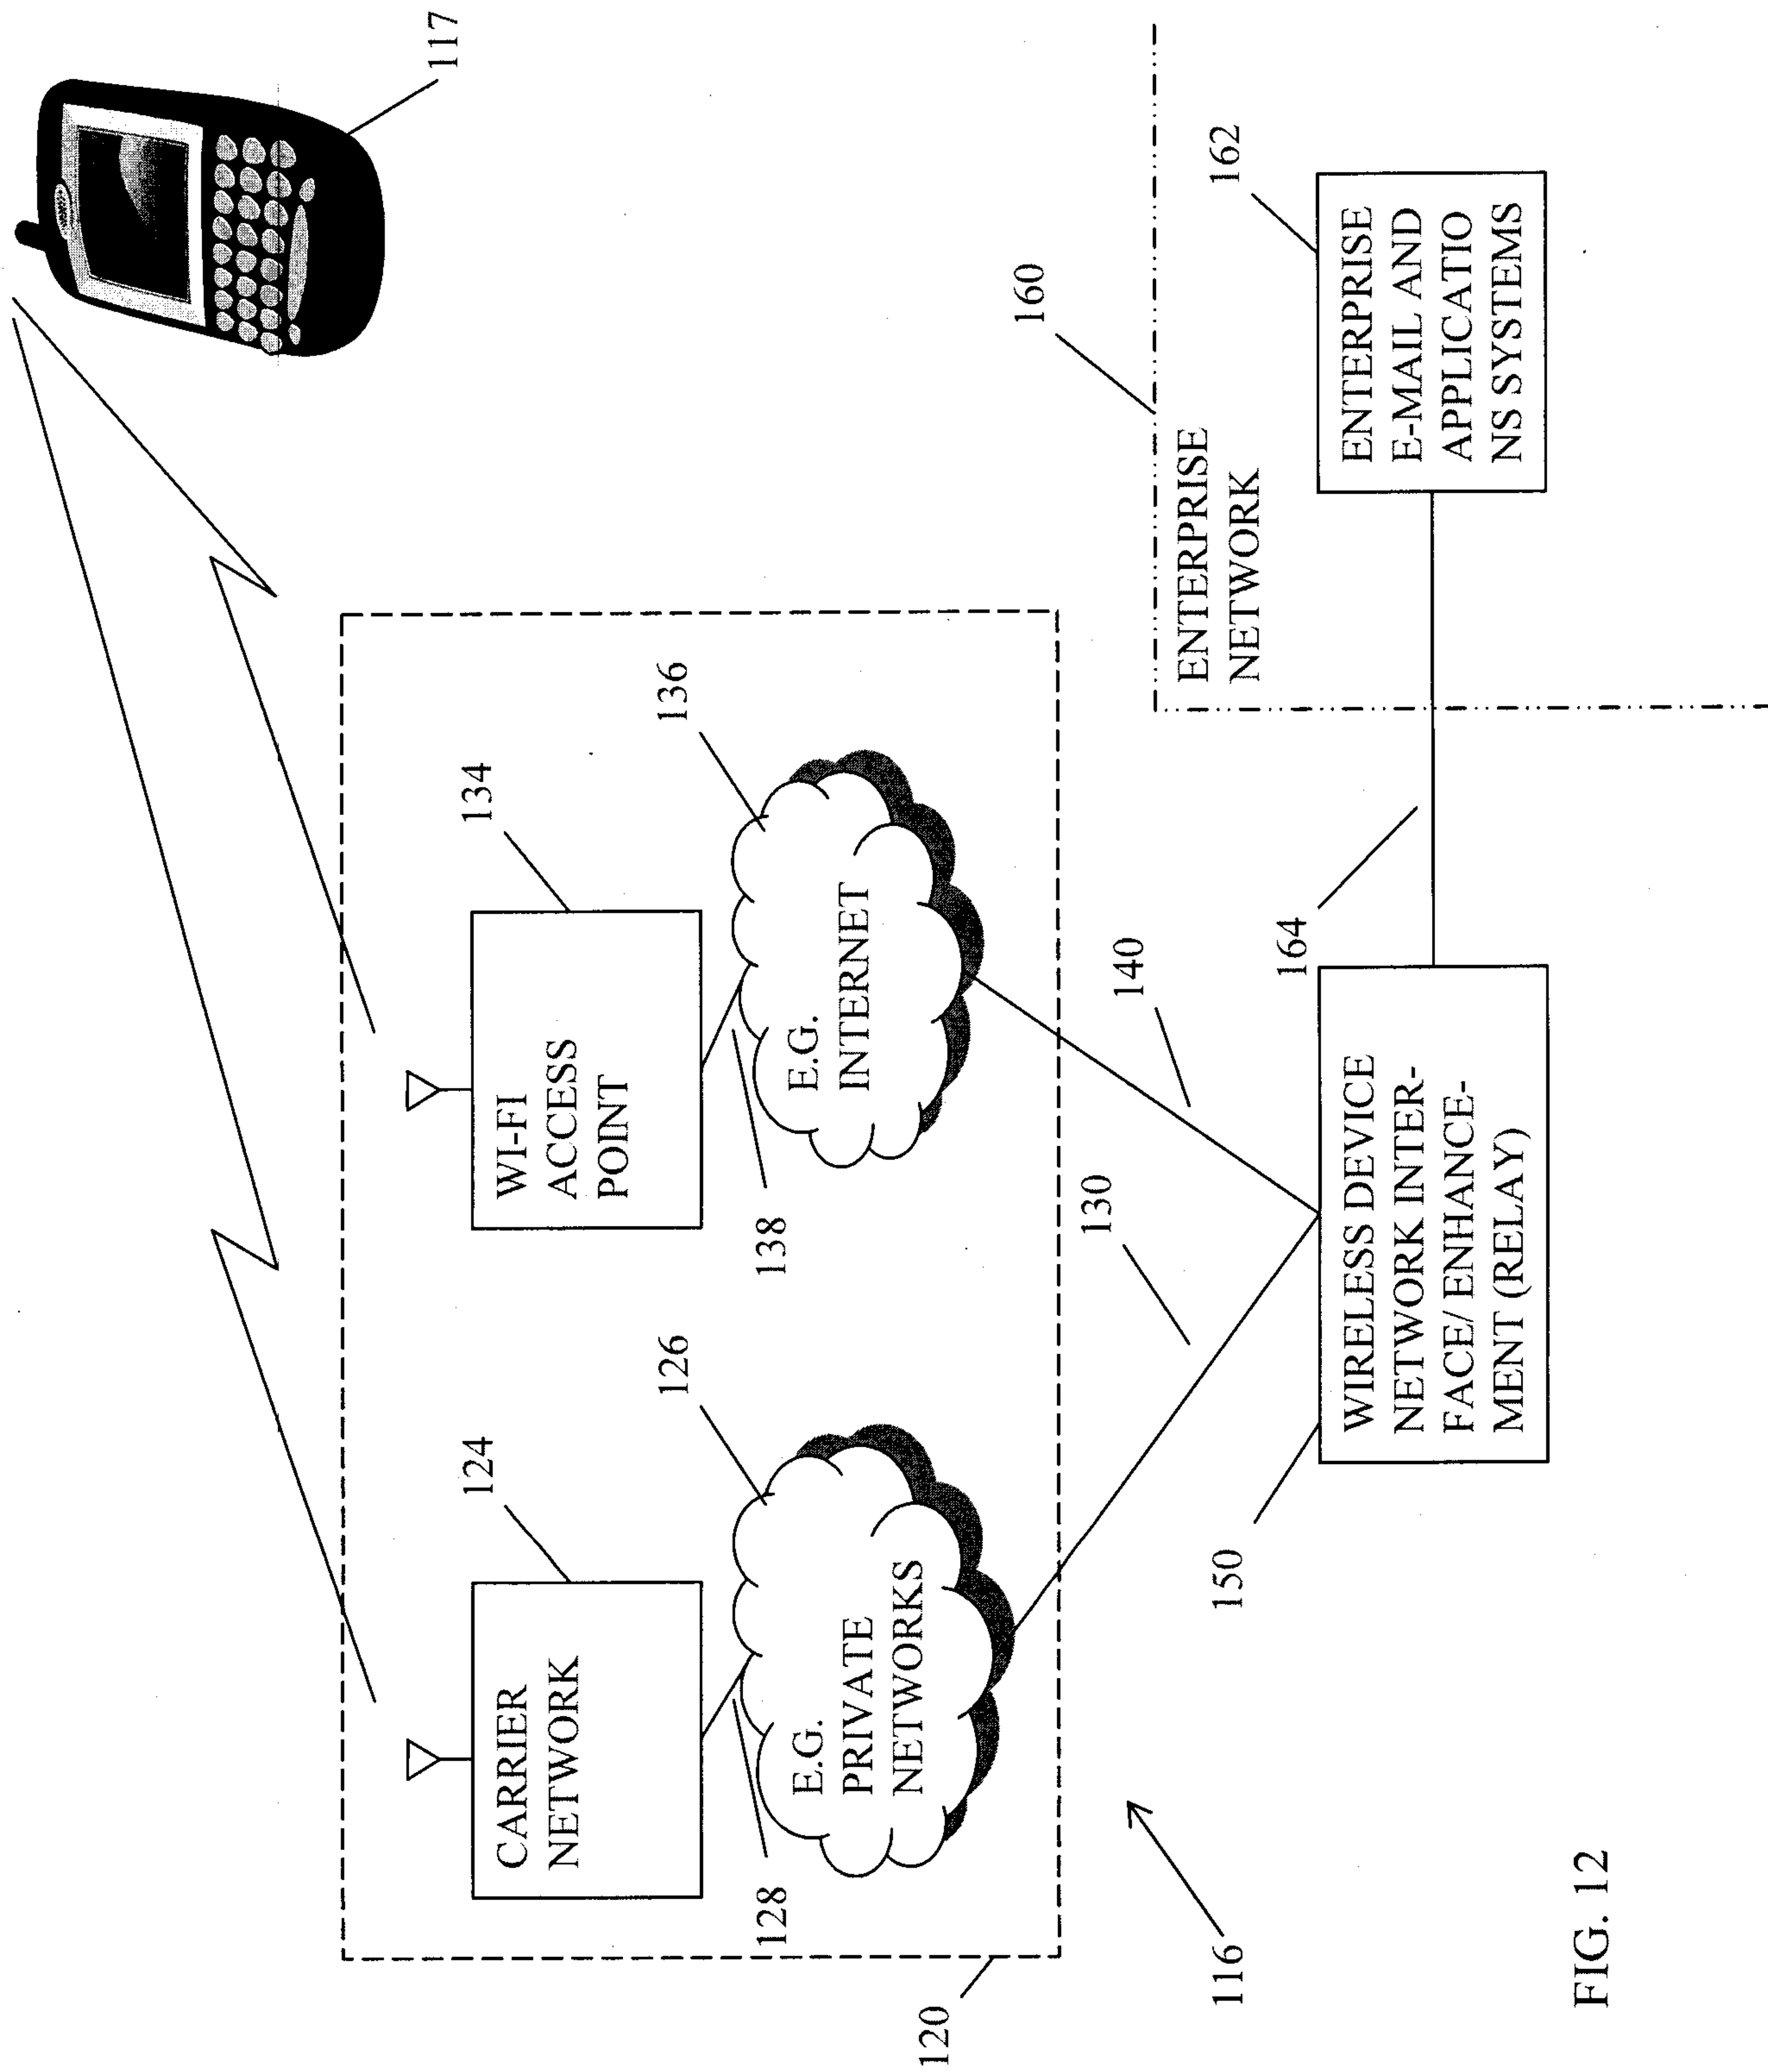 117
CARRIER
NETWORK
124
WI-FI
ACCESS
POINT
134
128
E.G.
PRIVATE
NETWORKS
126
138
E.G.
INTERNET
136
120
116
130
140
160
ENTERPRISE
NETWORK
150
WIRELESS DEVICE
NETWORK INTER-
FACE/ ENHANCE-
MENT (RELAY)
164
162
ENTERPRISE
E-MAIL AND
APPLICATIO
NS SYSTEMS
FIG. 12